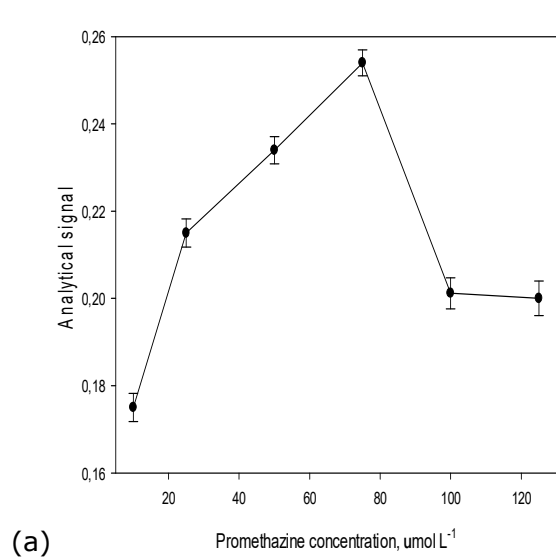 0,26
0,24
0,22
0,20
0,18
0,16
Analytical signal
20 40 60 80 100 120
(a) Promethazine concentration, umol L⁻¹